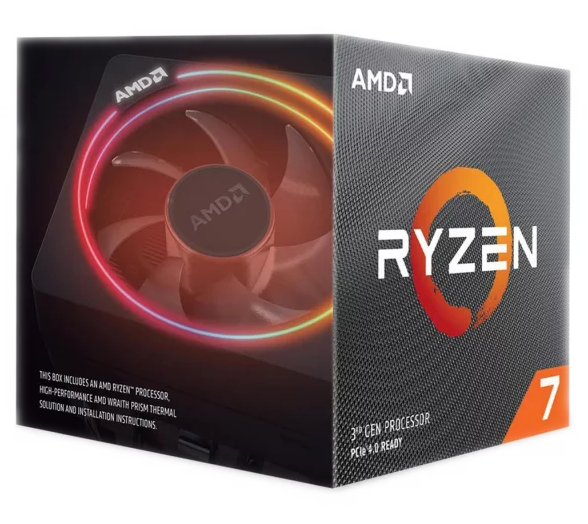 AMD
AMD
THIS BOX INCLUDES AN AMD RYZEN™ PROCESSOR,
HIGH-PERFORMANCE AMD WRAITH PRISM THERMAL
SOLUTION AND INSTALLATION INSTRUCTIONS.
AMD
RYZEN
7
3RD GEN PROCESSOR
PCIe 4.0 READY